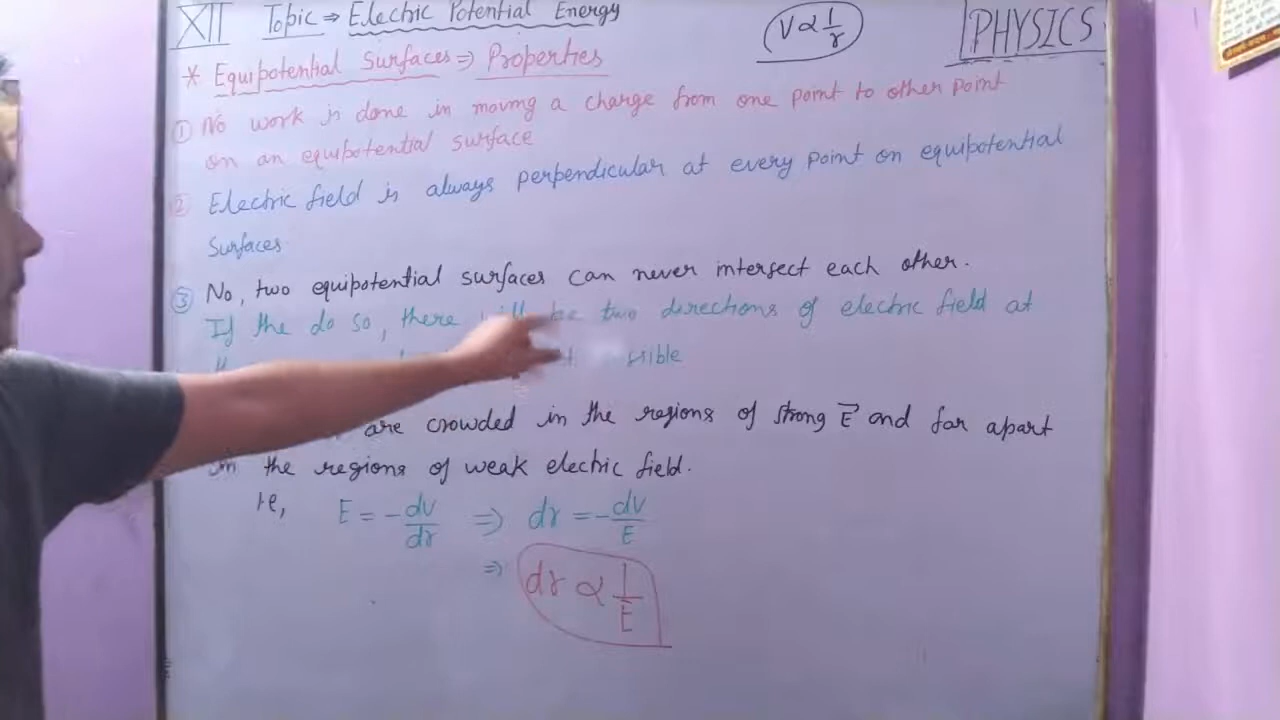 XII Topic ⇒ Electric Potential Energy
V ∝ 1/r
PHYSICS
* Equipotential Surfaces ⇒ Properties
① No work is done in moving a charge from one point to other point
on an equipotential surface
② Electric field is always perpendicular at every point on equipotential
Surfaces
③ No, two equipotential surfaces can never intersect each other.
If the do so, there will be two directions of electric field at
are crowded in the regions of strong E⃗ and far apart
in the regions of weak electric field.
ie, E = -dv/dr ⇒ dr = -dv/E
⇒ dr ∝ 1/E